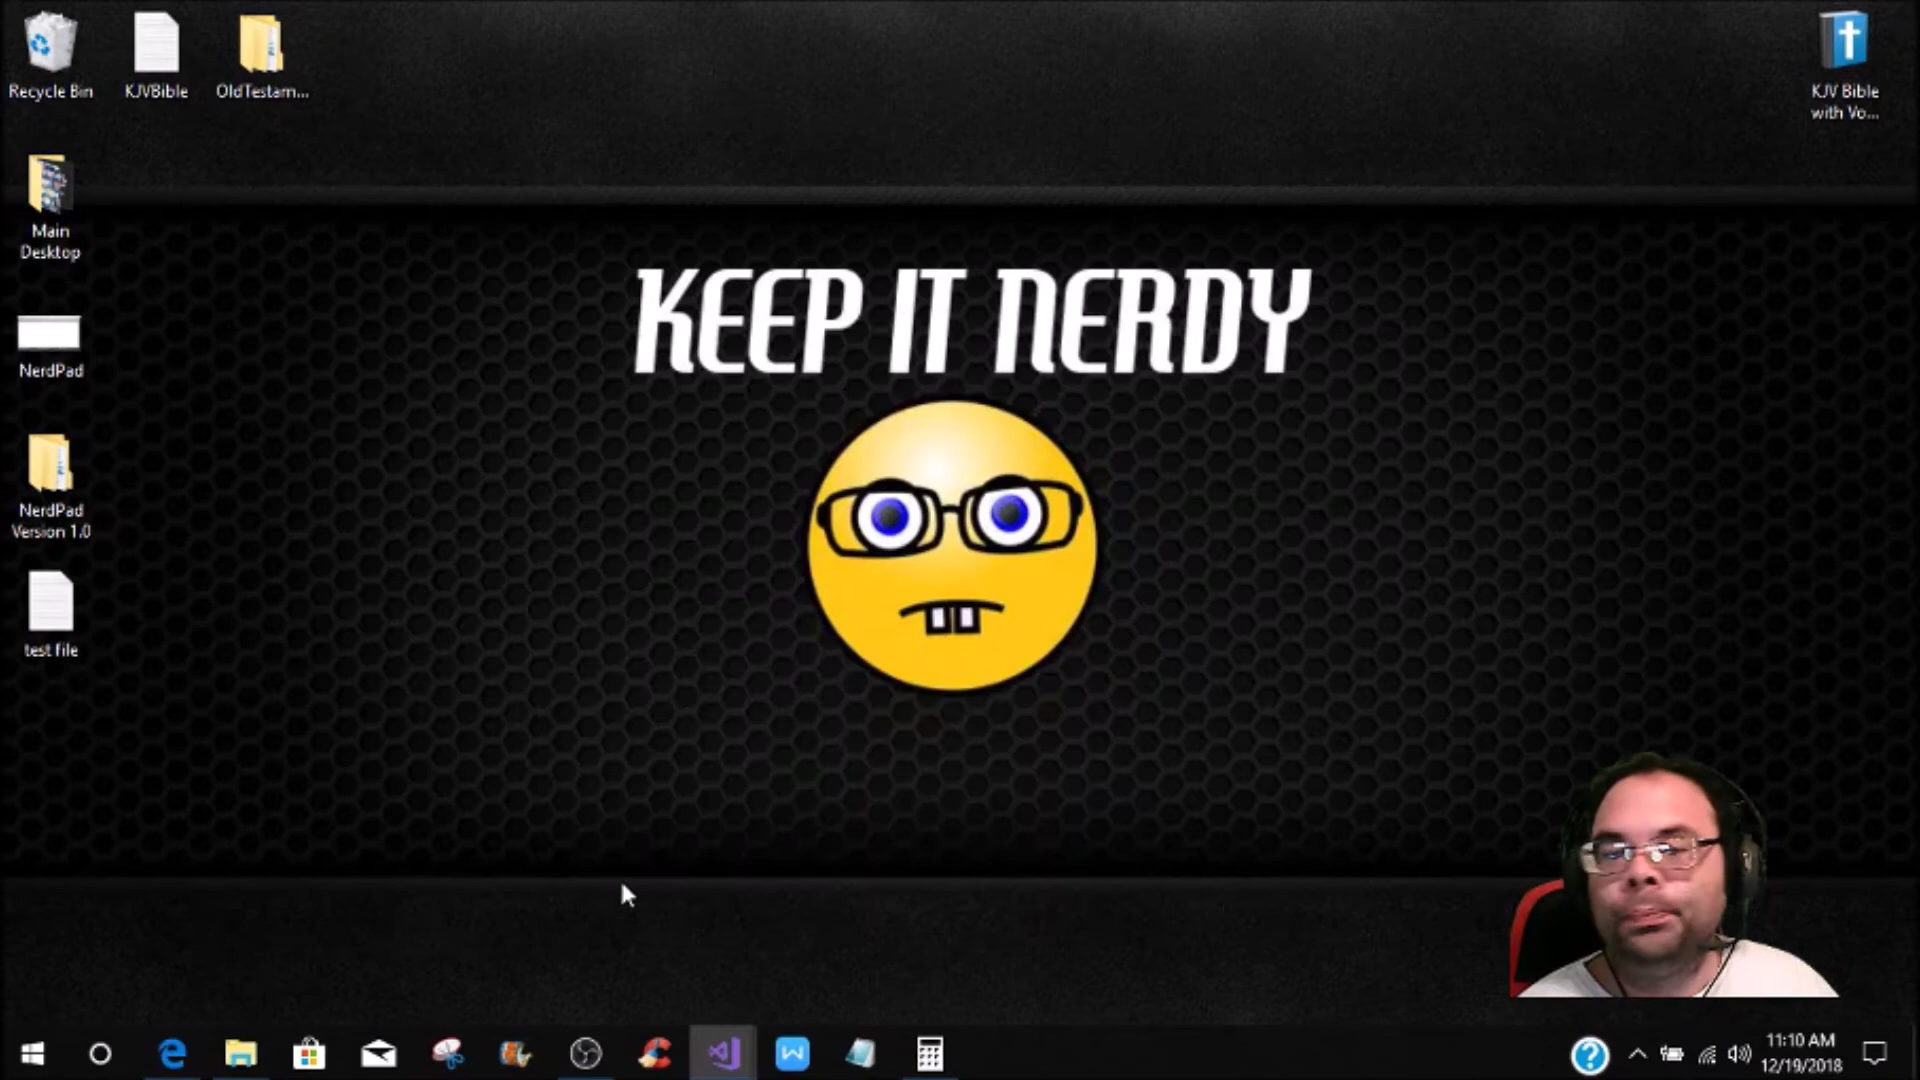 Recycle Bin
KJVBible
OldTestam...
KJV Bible
with Vo...
Main
Desktop
KEEP IT NERDY
NerdPad
NerdPad
Version 1.0
test file
11:10 AM
12/19/2018